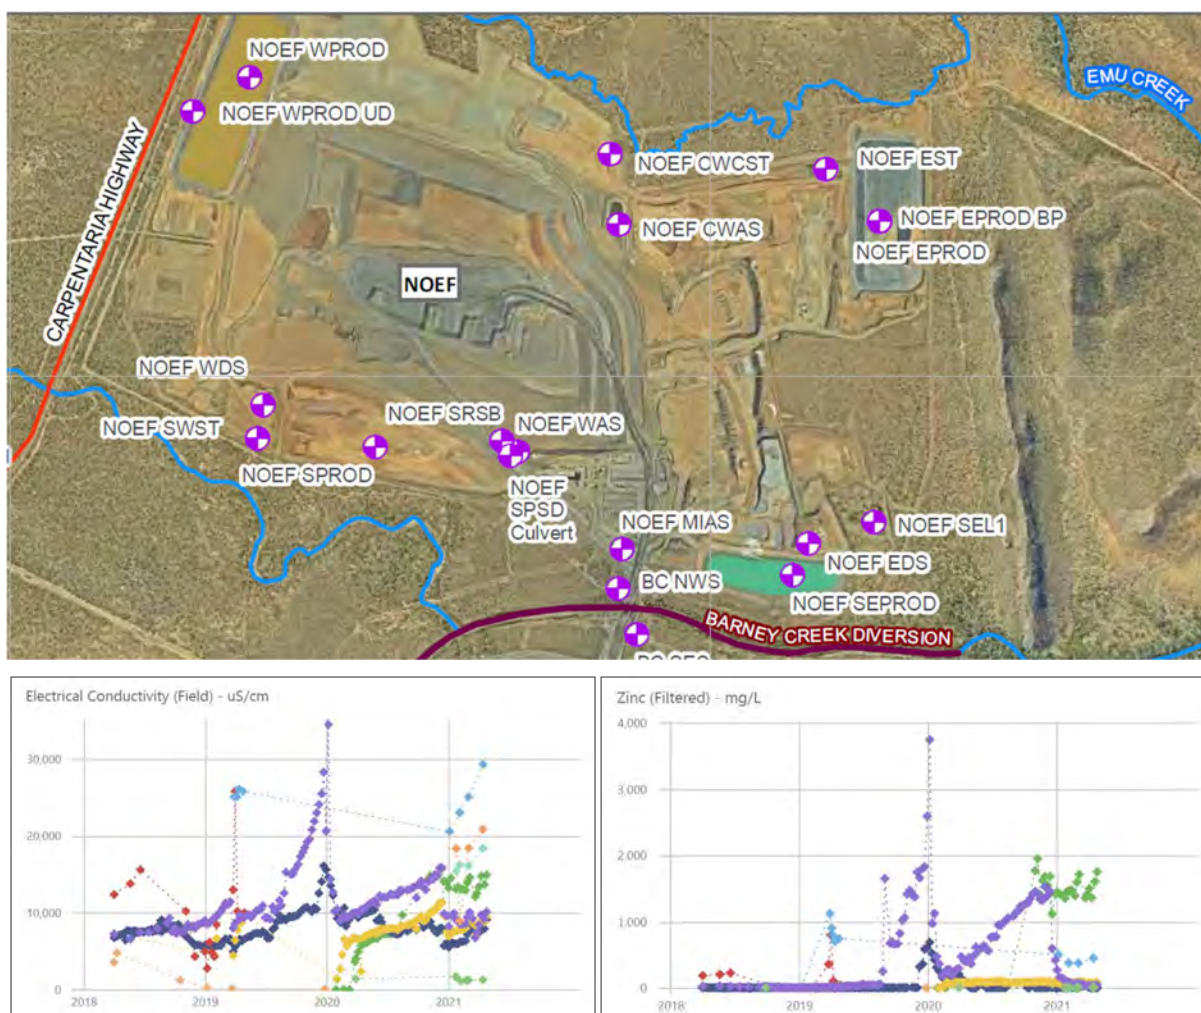 NOEF WPROD
NOEF WPROD UD
CARPENTARIA HIGHWAY
EMU CREEK
NOEF CWCST
NOEF EST
NOEF CWAS
NOEF EPROD BP
NOEF EPROD
NOEF
NOEF WDS
NOEF SRSB
NOEF WAS
NOEF SWST
NOEF SPROD
NOEF
SPSD
Culvert
NOEF MIAS
NOEF SEL1
NOEF EDS
BC NWS
NOEF SEPROD
BARNEY CREEK DIVERSION
Electrical Conductivity (Field) - uS/cm
30,000
20,000
10,000
0
2018
2019
2020
2021
Zinc (Filtered) - mg/L
4,000
3,000
2,000
1,000
0
2018
2019
2020
2021